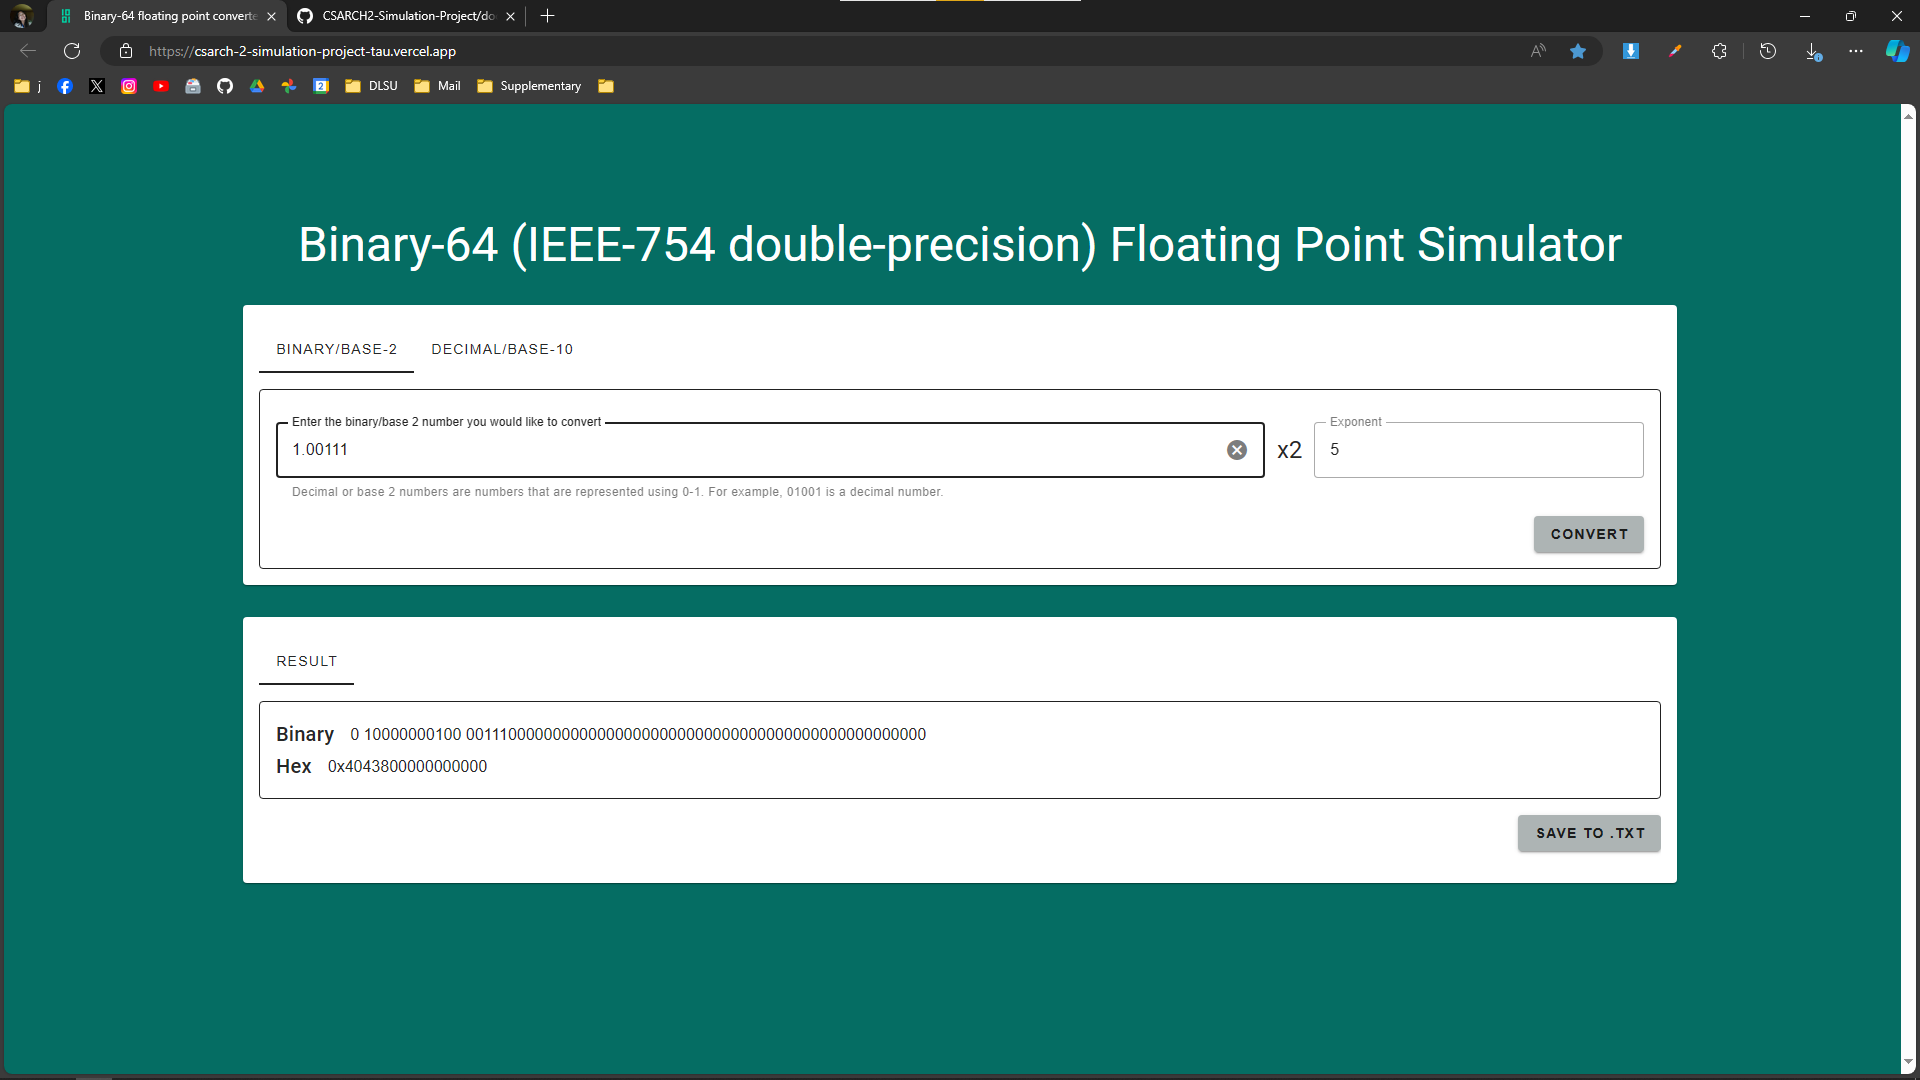 Binary-64 floating point converte
CSARCH2-Simulation-Project/do
https://csarch-2-simulation-project-tau.vercel.app
j
DLSU
Mail
Supplementary
Binary-64 (IEEE-754 double-precision) Floating Point Simulator
BINARY/BASE-2 DECIMAL/BASE-10
Enter the binary/base 2 number you would like to convert
1.00111
x2
Exponent
5
Decimal or base 2 numbers are numbers that are represented using 0-1. For example, 01001 is a decimal number.
CONVERT
RESULT
Binary 0 10000000100 0011100000000000000000000000000000000000000000000000
Hex 0x4043800000000000
SAVE TO .TXT